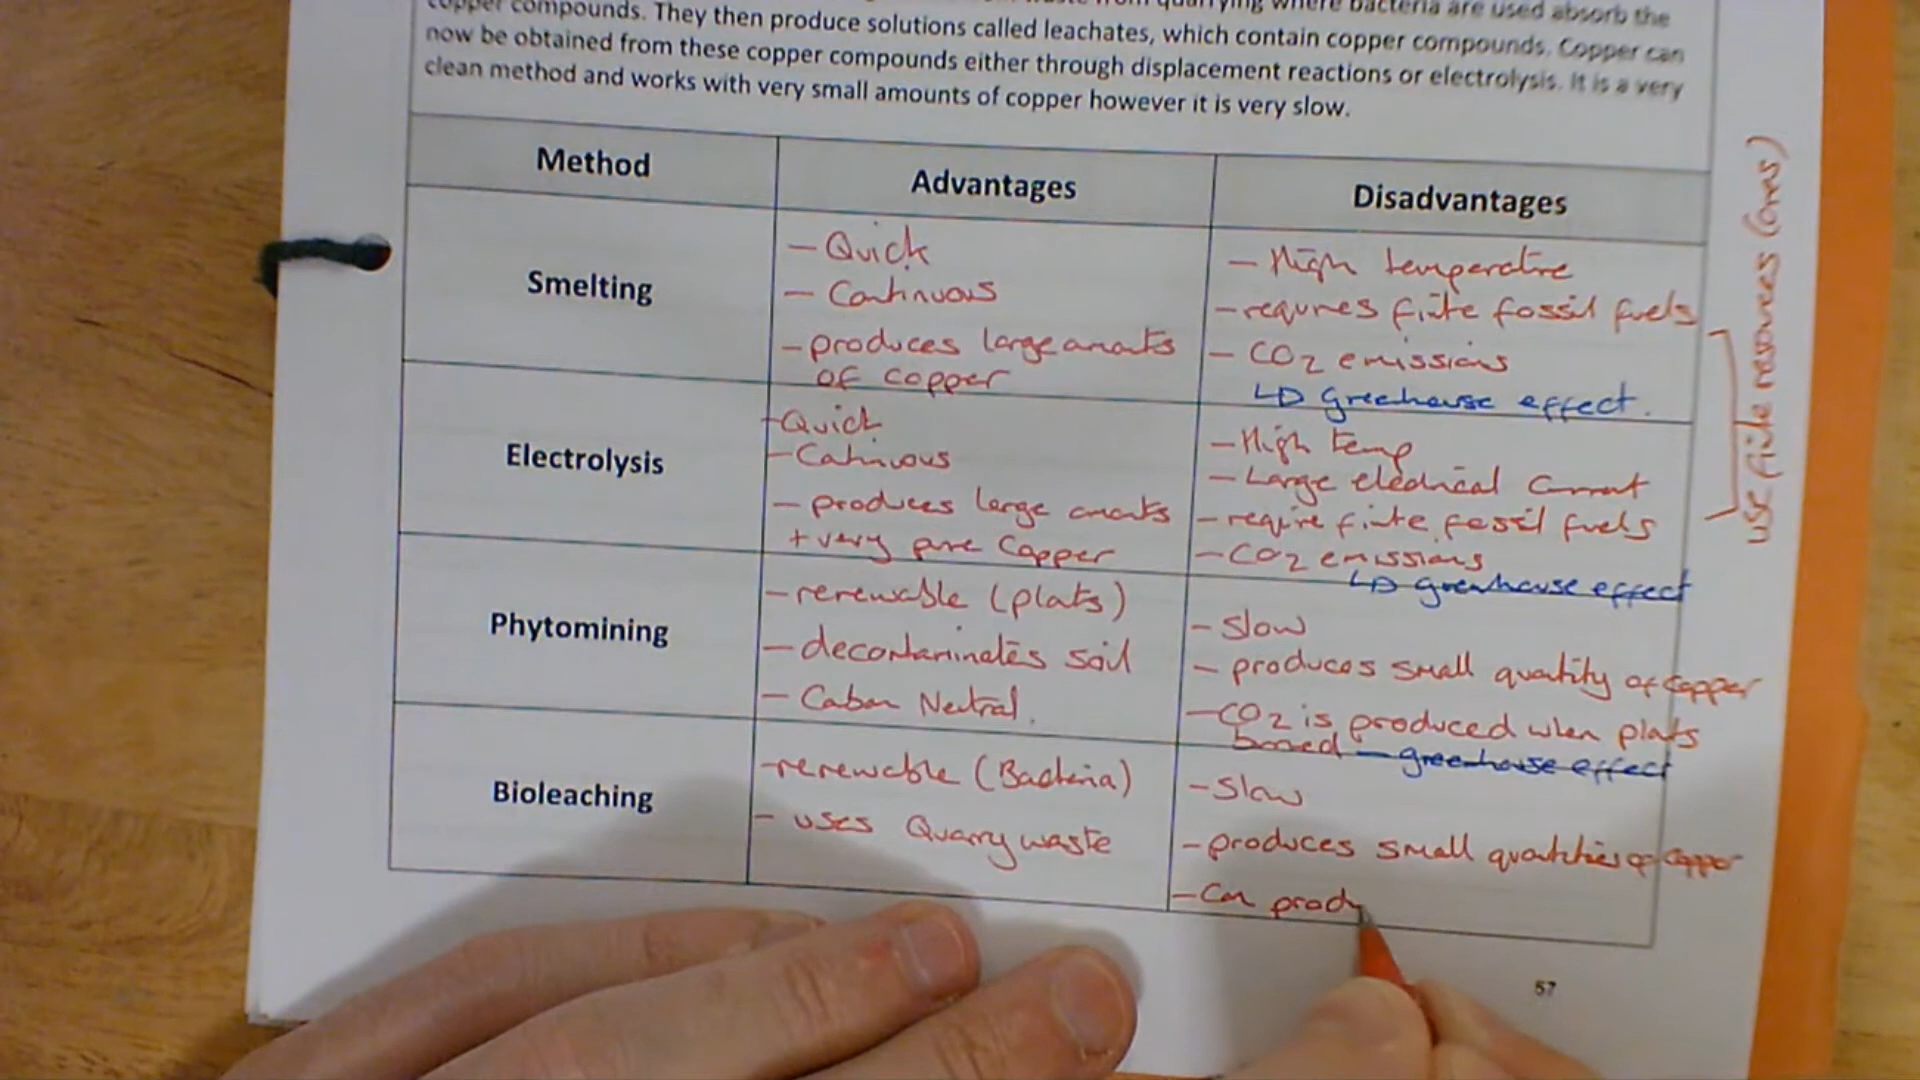 copper compounds. They then produce solutions called leachates, which contain copper compounds. Copper can
now be obtained from these copper compounds either through displacement reactions or electrolysis. It is a very
clean method and works with very small amounts of copper however it is very slow.
Method
Advantages
Disadvantages
Smelting
- Quick
- Continuous
- produces large amounts
of copper
- High temperature
- requires finite fossil fuels
- CO2 emissions
↳ Greenhouse effect.
Electrolysis
- Quick
- Continuous
- produces large amounts
+ very pure Copper
- High temp
- Large electrical Current
- require finite fossil fuels
- CO2 emissions
↳ greenhouse effect
use finite resources (ores)
Phytomining
- renewable (plants)
- decontaminates soil
- Carbon Neutral.
- Slow
- produces small quantity of copper
- CO2 is produced when plants
burned - greenhouse effect
Bioleaching
- renewable (Bacteria)
- uses Quarry waste
- Slow
- produces small quantities of copper
- Can prod
57